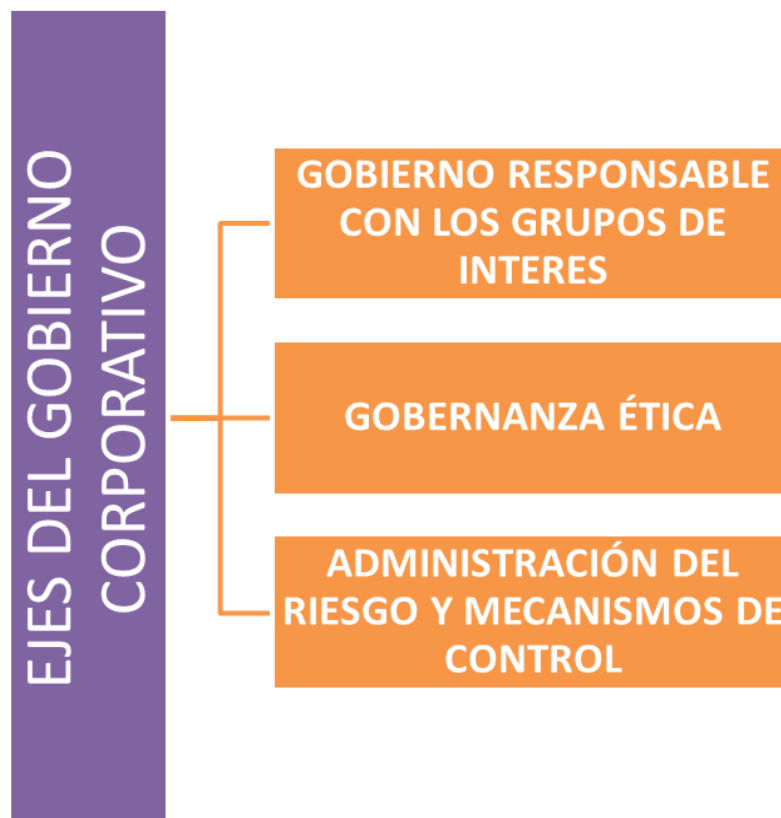 EJES DEL GOBIERNO
CORPORATIVO
GOBIERNO RESPONSABLE
CON LOS GRUPOS DE
INTERES
GOBERNANZA ÉTICA
ADMINISTRACIÓN DEL
RIESGO Y MECANISMOS DE
CONTROL